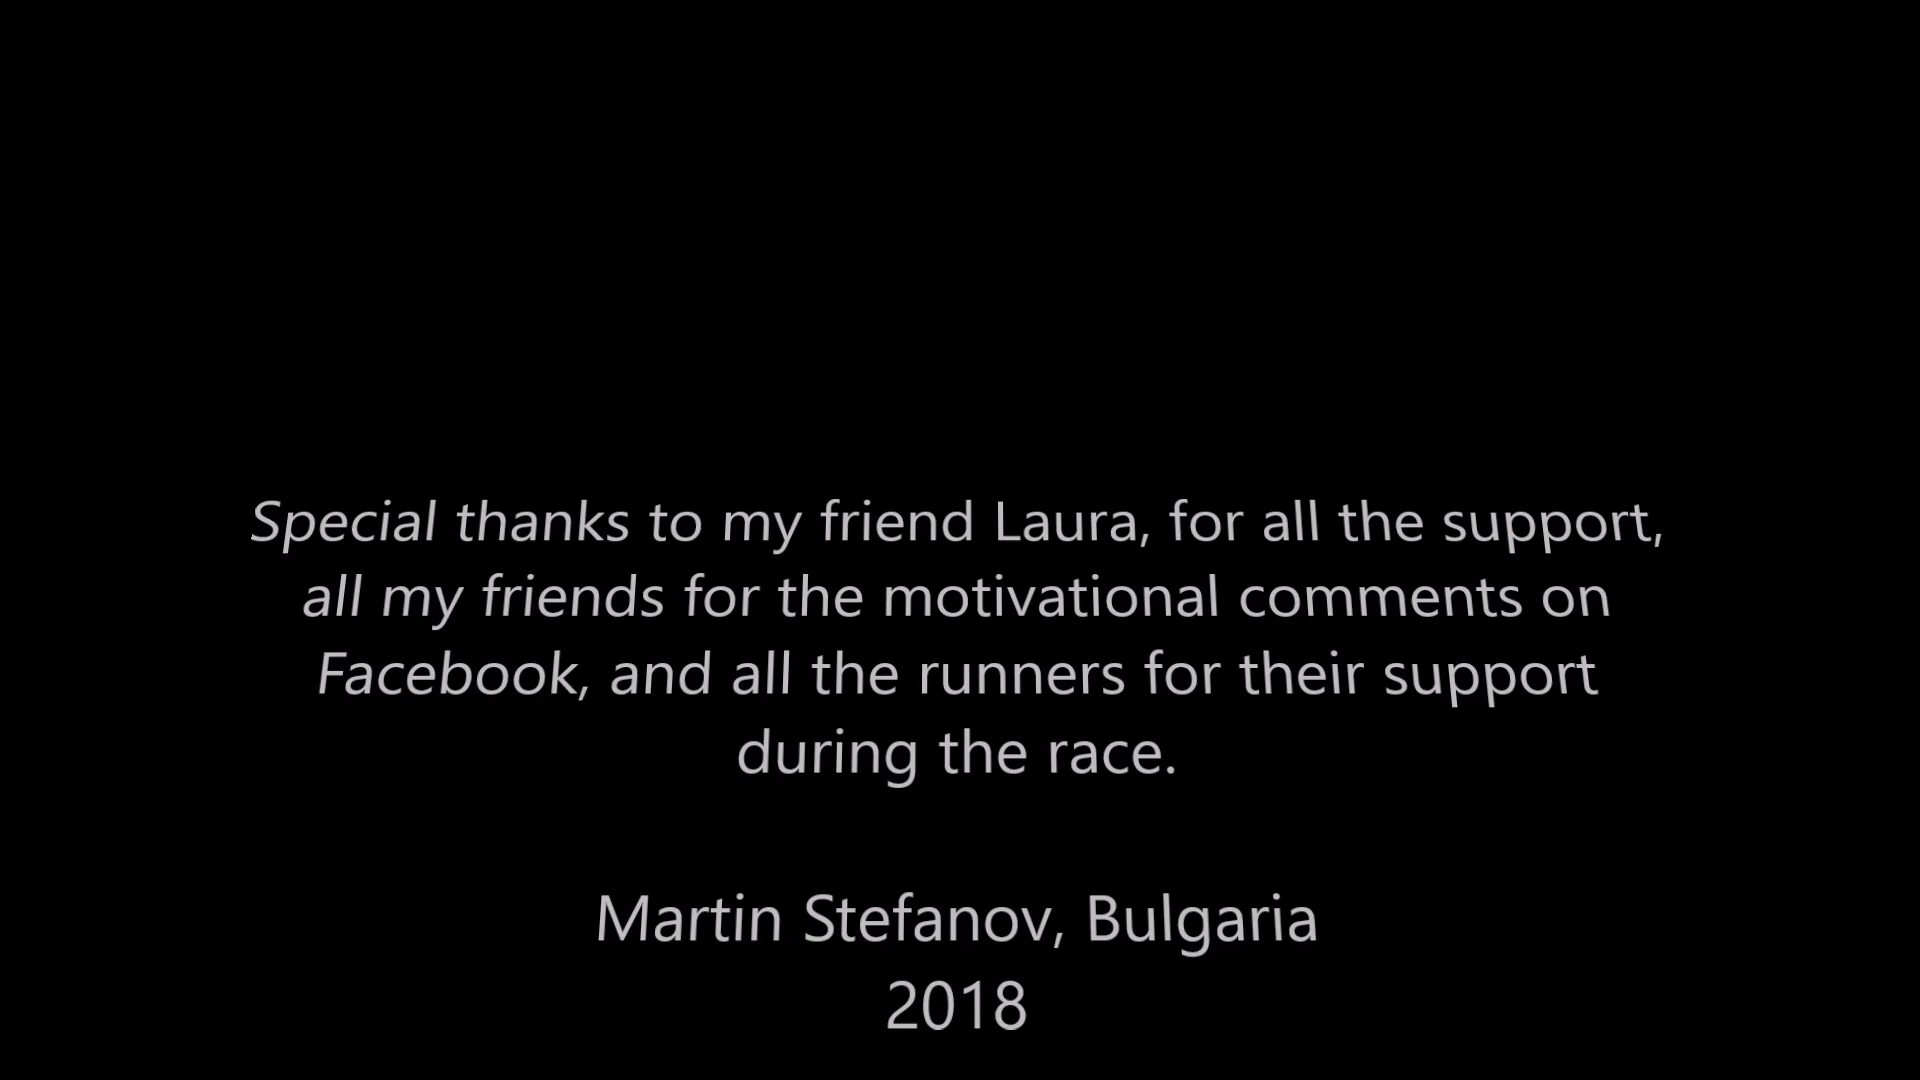 Special thanks to my friend Laura, for all the support,
all my friends for the motivational comments on
Facebook, and all the runners for their support
during the race.
Martin Stefanov, Bulgaria
2018